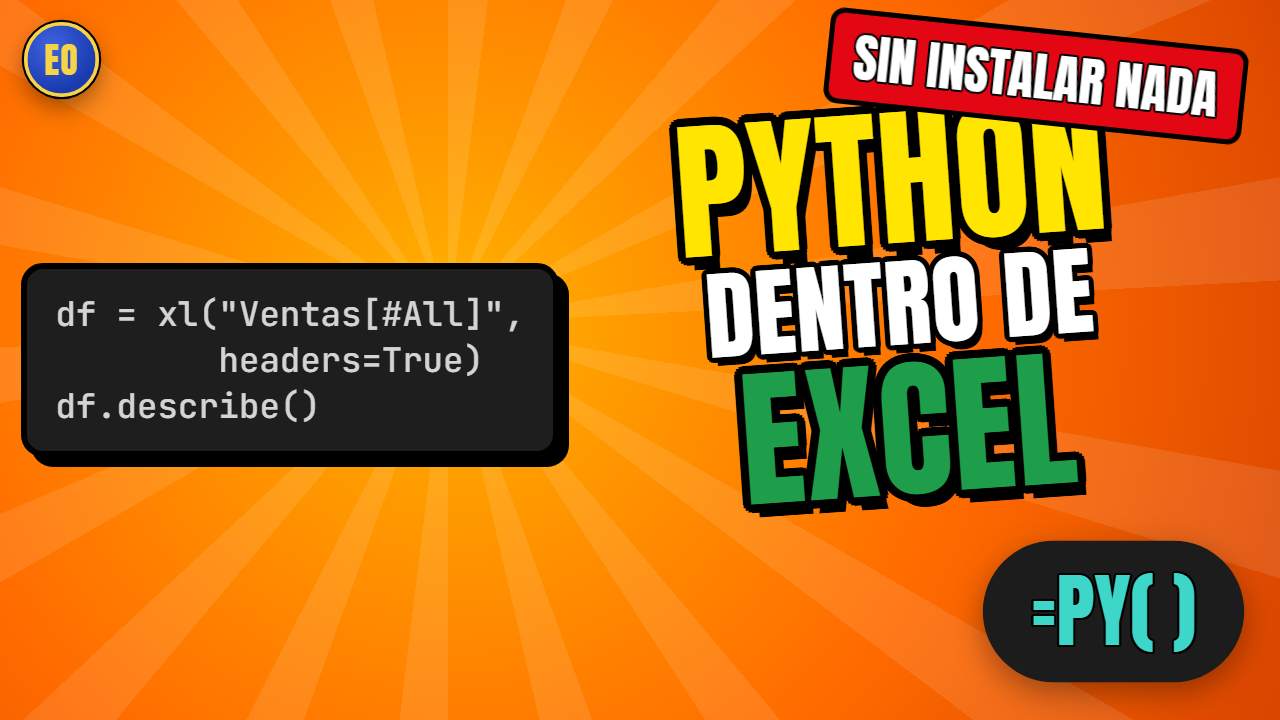 EO
SIN INSTALAR NADA
PYTHON
DENTRO DE
EXCEL
df = xl("Ventas[#All]",
        headers=True)
df.describe()
=PY( )